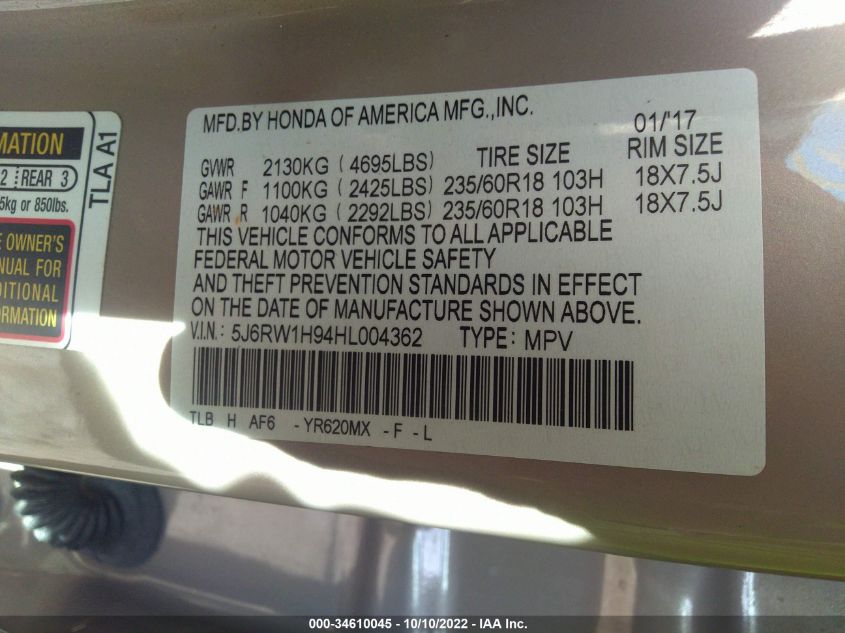 MATION
2 REAR 3
5kg or 850lbs.
E OWNER'S
NUAL FOR
DITIONAL
FORMATION
TLA A1
MFD.BY HONDA OF AMERICA MFG.,INC. 01/'17
GVWR 2130KG (4695LBS) TIRE SIZE RIM SIZE
GAWR F 1100KG (2425LBS) 235/60R18 103H 18X7.5J
GAWR R 1040KG (2292LBS) 235/60R18 103H 18X7.5J
THIS VEHICLE CONFORMS TO ALL APPLICABLE
FEDERAL MOTOR VEHICLE SAFETY
AND THEFT PREVENTION STANDARDS IN EFFECT
ON THE DATE OF MANUFACTURE SHOWN ABOVE.
V.I.N.: 5J6RW1H94HL004362 TYPE: MPV
TLB H AF6 -YR620MX -F -L
000-34610045 - 10/10/2022 - IAA Inc.